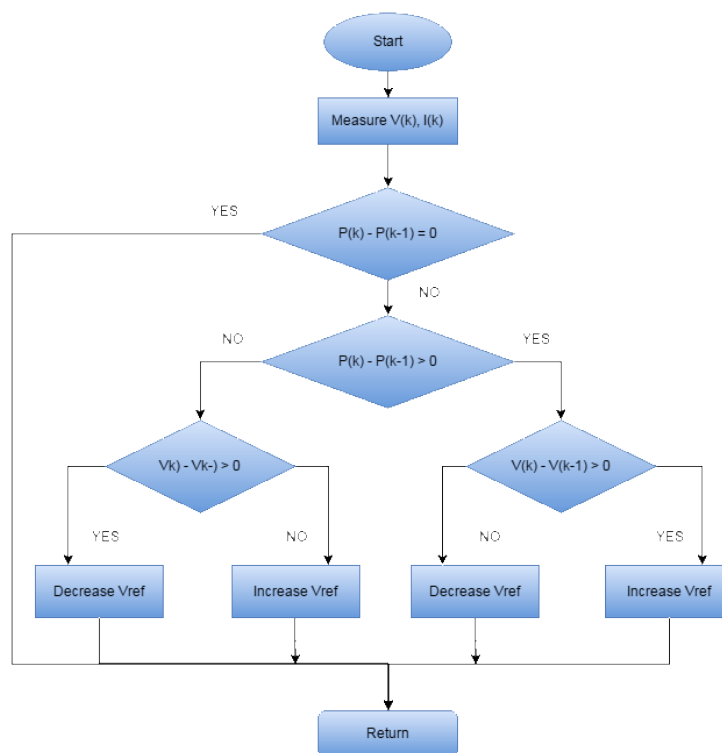 Start
Measure V(k), I(k)
YES
P(k) - P(k-1) = 0
NO
NO
P(k) - P(k-1) > 0
YES
Vk) - Vk-) > 0
V(k) - V(k-1) > 0
YES
NO
NO
YES
Decrease Vref
Increase Vref
Decrease Vref
Increase Vref
Return